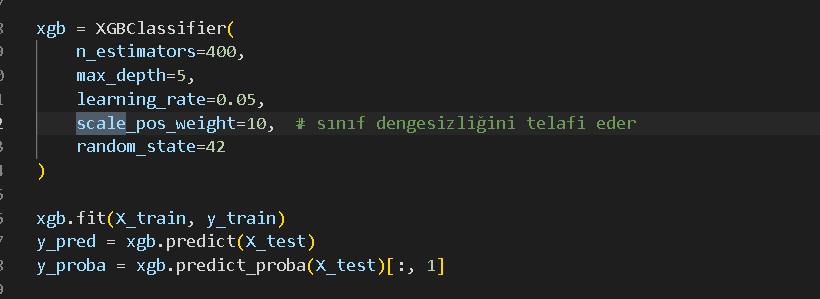 xgb = XGBClassifier(
    n_estimators=400,
    max_depth=5,
    learning_rate=0.05,
    scale_pos_weight=10,  # sınıf dengesizliğini telafi eder
    random_state=42
)
xgb.fit(X_train, y_train)
y_pred = xgb.predict(X_test)
y_proba = xgb.predict_proba(X_test)[:, 1]